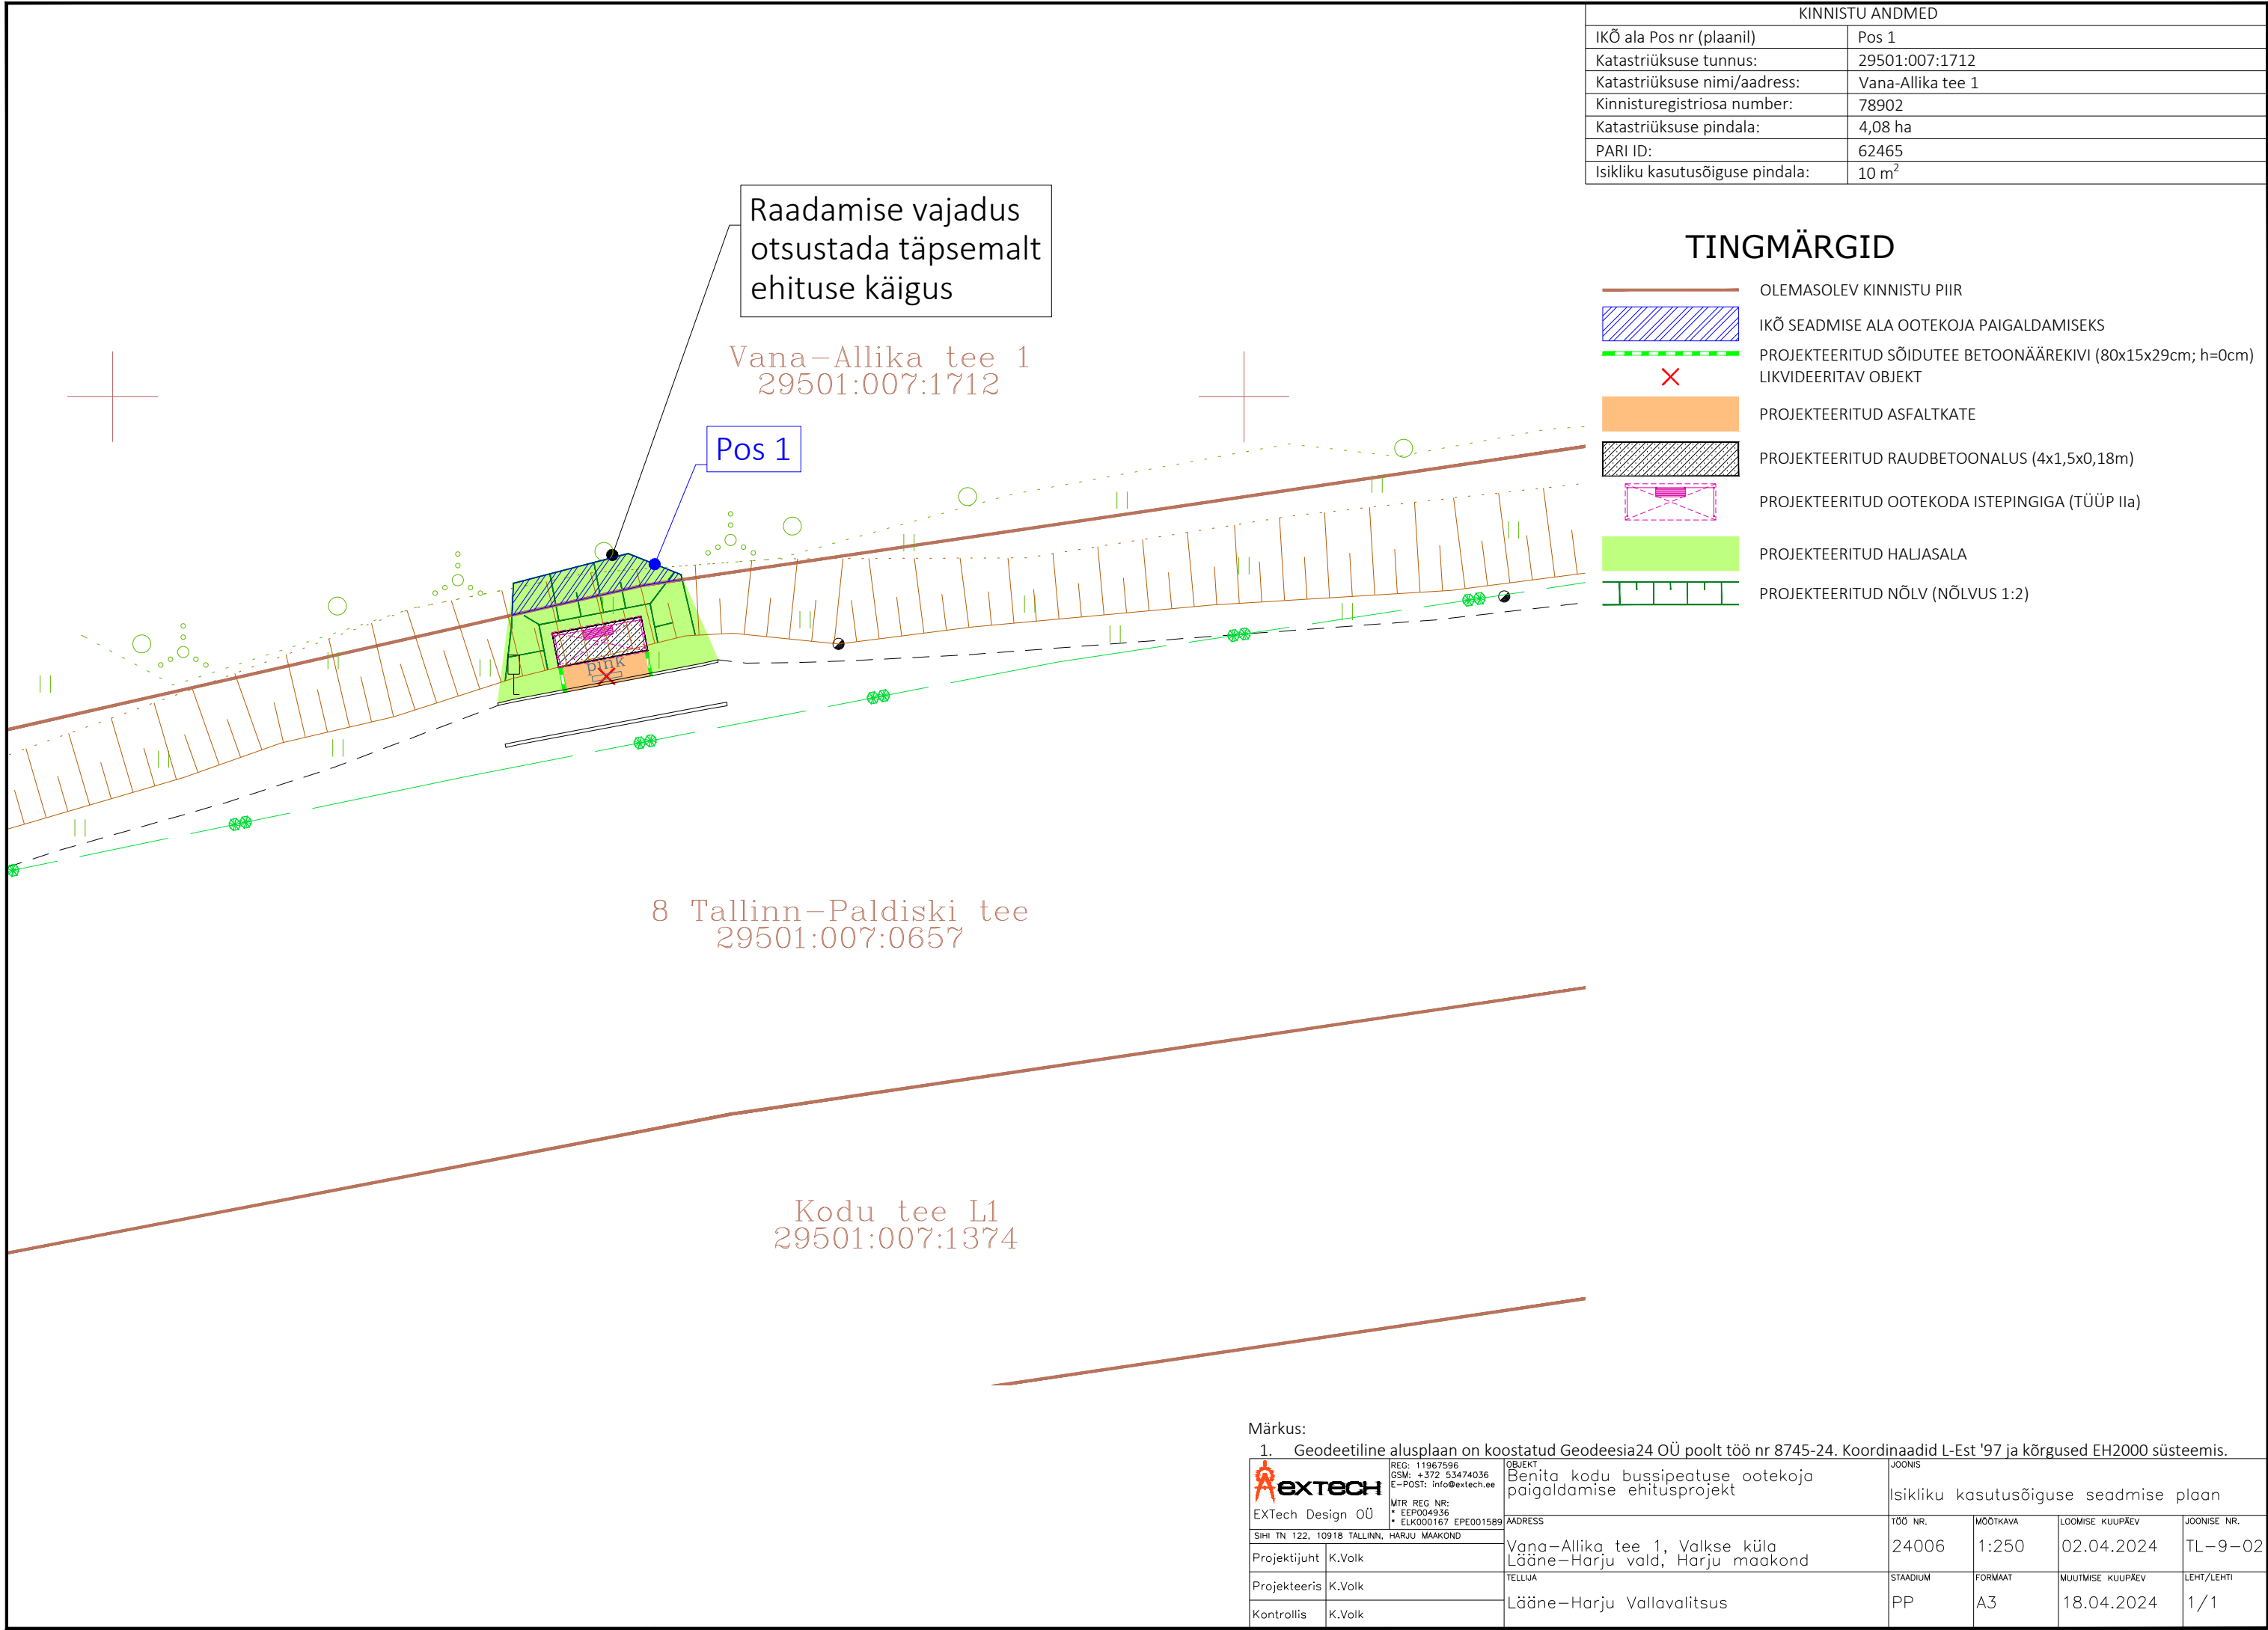 KINNISTU ANDMED
IKÕ ala Pos nr (plaanil) Pos 1
Katastriüksuse tunnus: 29501:007:1712
Katastriüksuse nimi/aadress: Vana-Allika tee 1
Kinnisturegistriosa number: 78902
Katastriüksuse pindala: 4,08 ha
PARI ID: 62465
Isikliku kasutusõiguse pindala: 10 m²
Raadamise vajadus
otsustada täpsemalt
ehituse käigus
Vana-Allika tee 1
29501:007:1712
Pos 1
pink
TINGMÄRGID
OLEMASOLEV KINNISTU PIIR
IKÕ SEADMISE ALA OOTEKOJA PAIGALDAMISEKS
PROJEKTEERITUD SÕIDUTEE BETOONÄÄREKIVI (80x15x29cm; h=0cm)
LIKVIDEERITAV OBJEKT
PROJEKTEERITUD ASFALTKATE
PROJEKTEERITUD RAUDBETOONALUS (4x1,5x0,18m)
PROJEKTEERITUD OOTEKODA ISTEPINGIGA (TÜÜP IIa)
PROJEKTEERITUD HALJASALA
PROJEKTEERITUD NÕLV (NÕLVUS 1:2)
8 Tallinn-Paldiski tee
29501:007:0657
Kodu tee L1
29501:007:1374
Märkus:
1. Geodeetiline alusplaan on koostatud Geodeesia24 OÜ poolt töö nr 8745-24. Koordinaadid L-Est '97 ja kõrgused EH2000 süsteemis.
extech
EXTech Design OÜ
REG: 11967596
GSM: +372 53474036
E-POST: info@extech.ee
MTR REG NR:
* EEP004936
* ELK000167 EPE001589
SIHI TN 122, 10918 TALLINN, HARJU MAAKOND
Projektijuht K.Volk
Projekteeris K.Volk
Kontrollis K.Volk
OBJEKT
Benita kodu bussipeatuse ootekoja
paigaldamise ehitusprojekt
AADRESS
Vana-Allika tee 1, Valkse küla
Lääne-Harju vald, Harju maakond
TELLIJA
Lääne-Harju Vallavalitsus
JOONIS
Isikliku kasutusõiguse seadmise plaan
TÖÖ NR. MÕÕTKAVA LOOMISE KUUPÄEV JOONISE NR.
24006 1:250 02.04.2024 TL-9-02
STAADIUM FORMAAT MUUTMISE KUUPÄEV LEHT/LEHTI
PP A3 18.04.2024 1/1